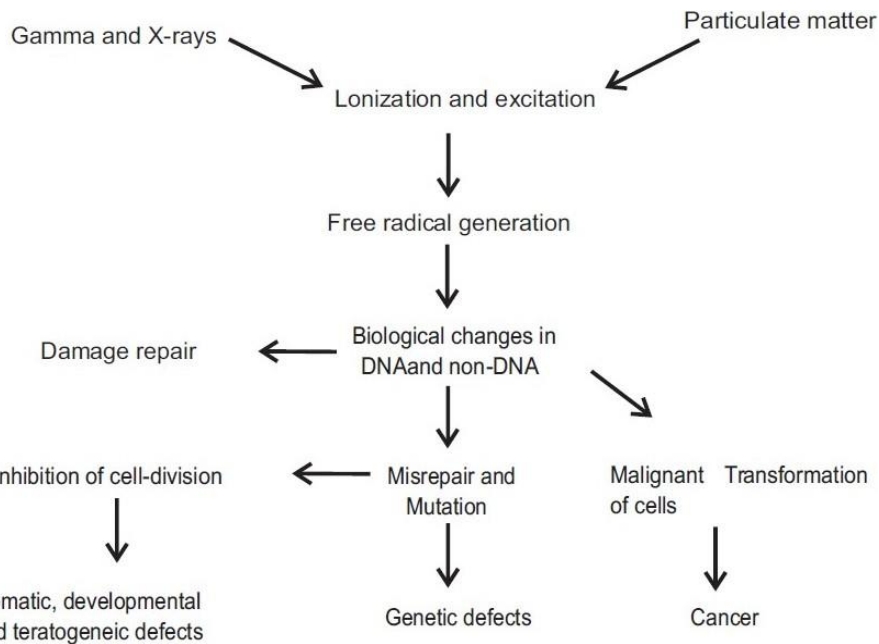 Gamma and X-rays
Particulate matter
Lonization and excitation
Free radical generation
Damage repair
Biological changes in
DNAand non-DNA
nhibition of cell-division
Misrepair and
Mutation
Malignant Transformation
of cells
matic, developmental
d teratogeneic defects
Genetic defects
Cancer